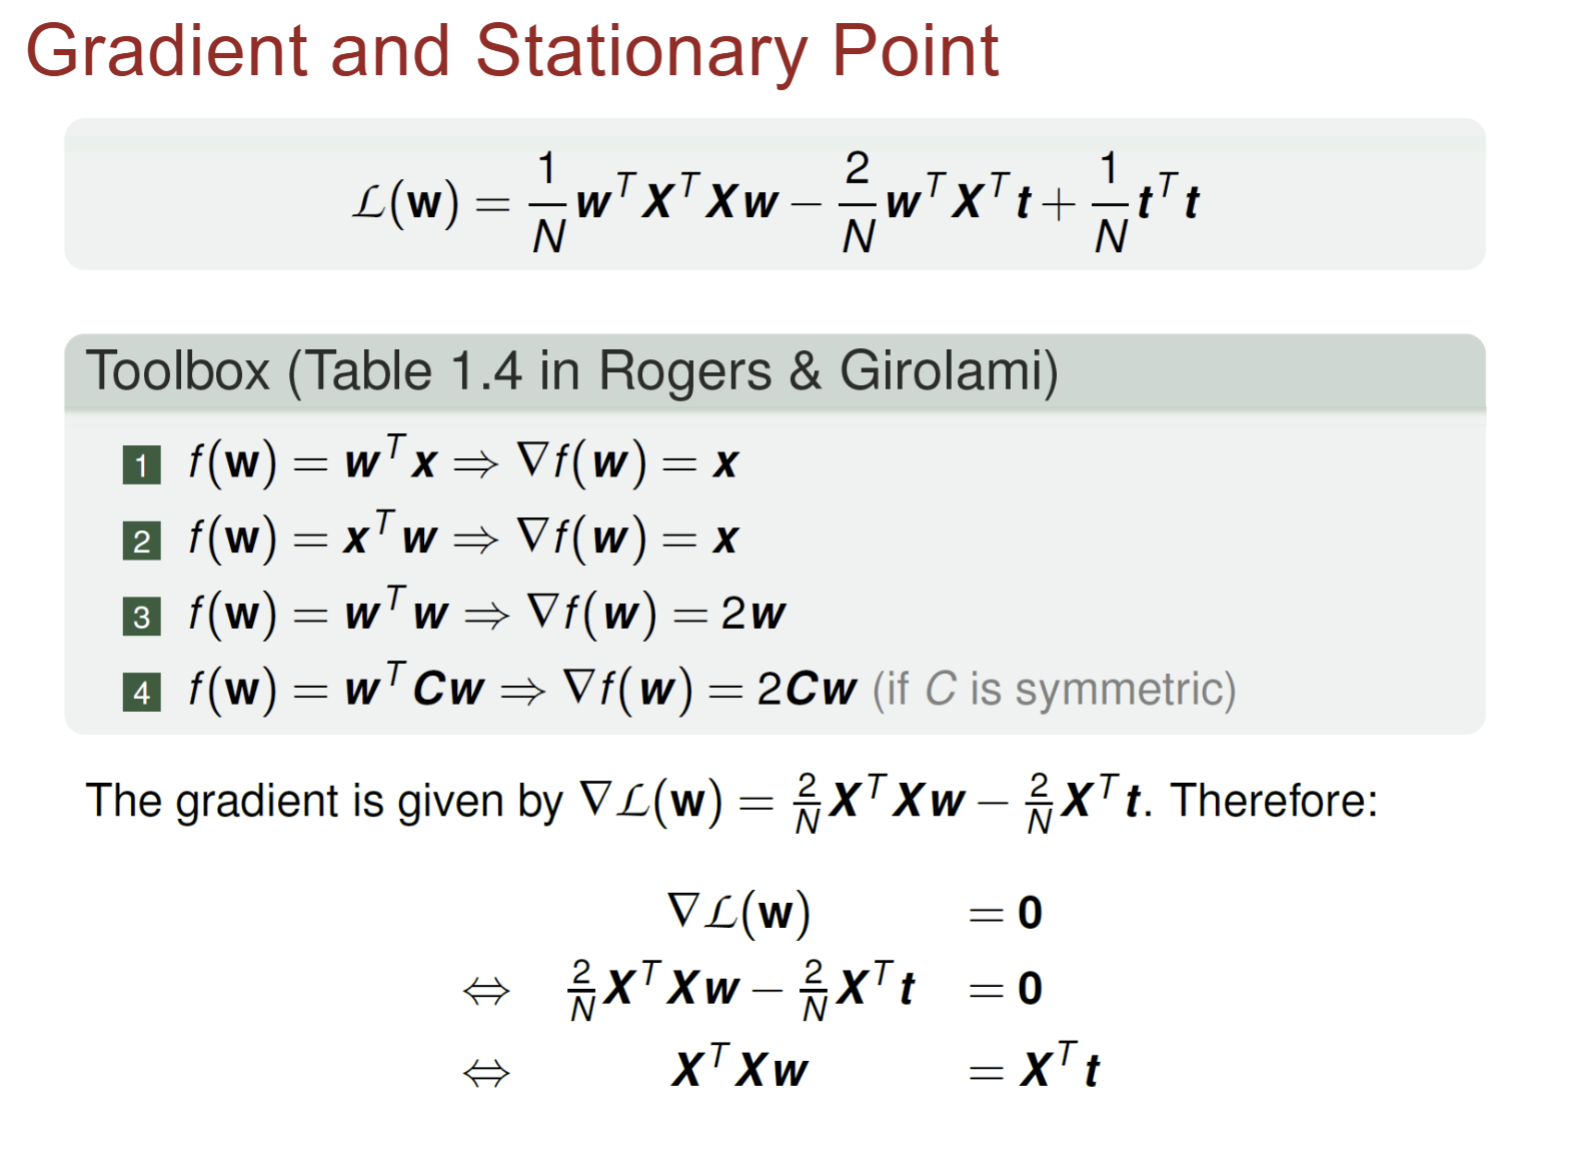 Gradient and Stationary Point
ℒ(w) = 1/N wᵀXᵀXw − 2/N wᵀXᵀt + 1/N tᵀt
Toolbox (Table 1.4 in Rogers & Girolami)
1 f(w) = wᵀx ⇒ ∇f(w) = x
2 f(w) = xᵀw ⇒ ∇f(w) = x
3 f(w) = wᵀw ⇒ ∇f(w) = 2w
4 f(w) = wᵀCw ⇒ ∇f(w) = 2Cw (if C is symmetric)
The gradient is given by ∇ℒ(w) = 2/N XᵀXw − 2/N Xᵀt. Therefore:
∇ℒ(w) = 0
⇔ 2/N XᵀXw − 2/N Xᵀt = 0
⇔ XᵀXw = Xᵀt